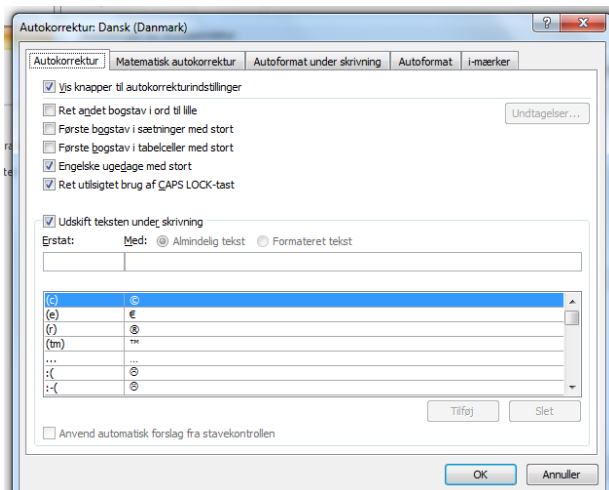 Autokorrektur: Dansk (Danmark)
Autokorrektur Matematisk autokorrektur Autoformat under skrivning Autoformat i-mærker
Vis knapper til autokorrekturindstillinger
Ret andet bogstav i ord til lille
Undtagelser...
Første bogstav i sætninger med stort
Første bogstav i tabelceller med stort
Engelske ugedage med stort
Ret utilsigtet brug af CAPS LOCK-tast
Udskift teksten under skrivning
Erstat: Med: Almindelig tekst Formateret tekst
(c) ©
(e) €
(r) ®
(tm) ™
... …
:( ☹
:-( ☹
Tilføj Slet
Anvend automatisk forslag fra stavekontrollen
OK Annuller